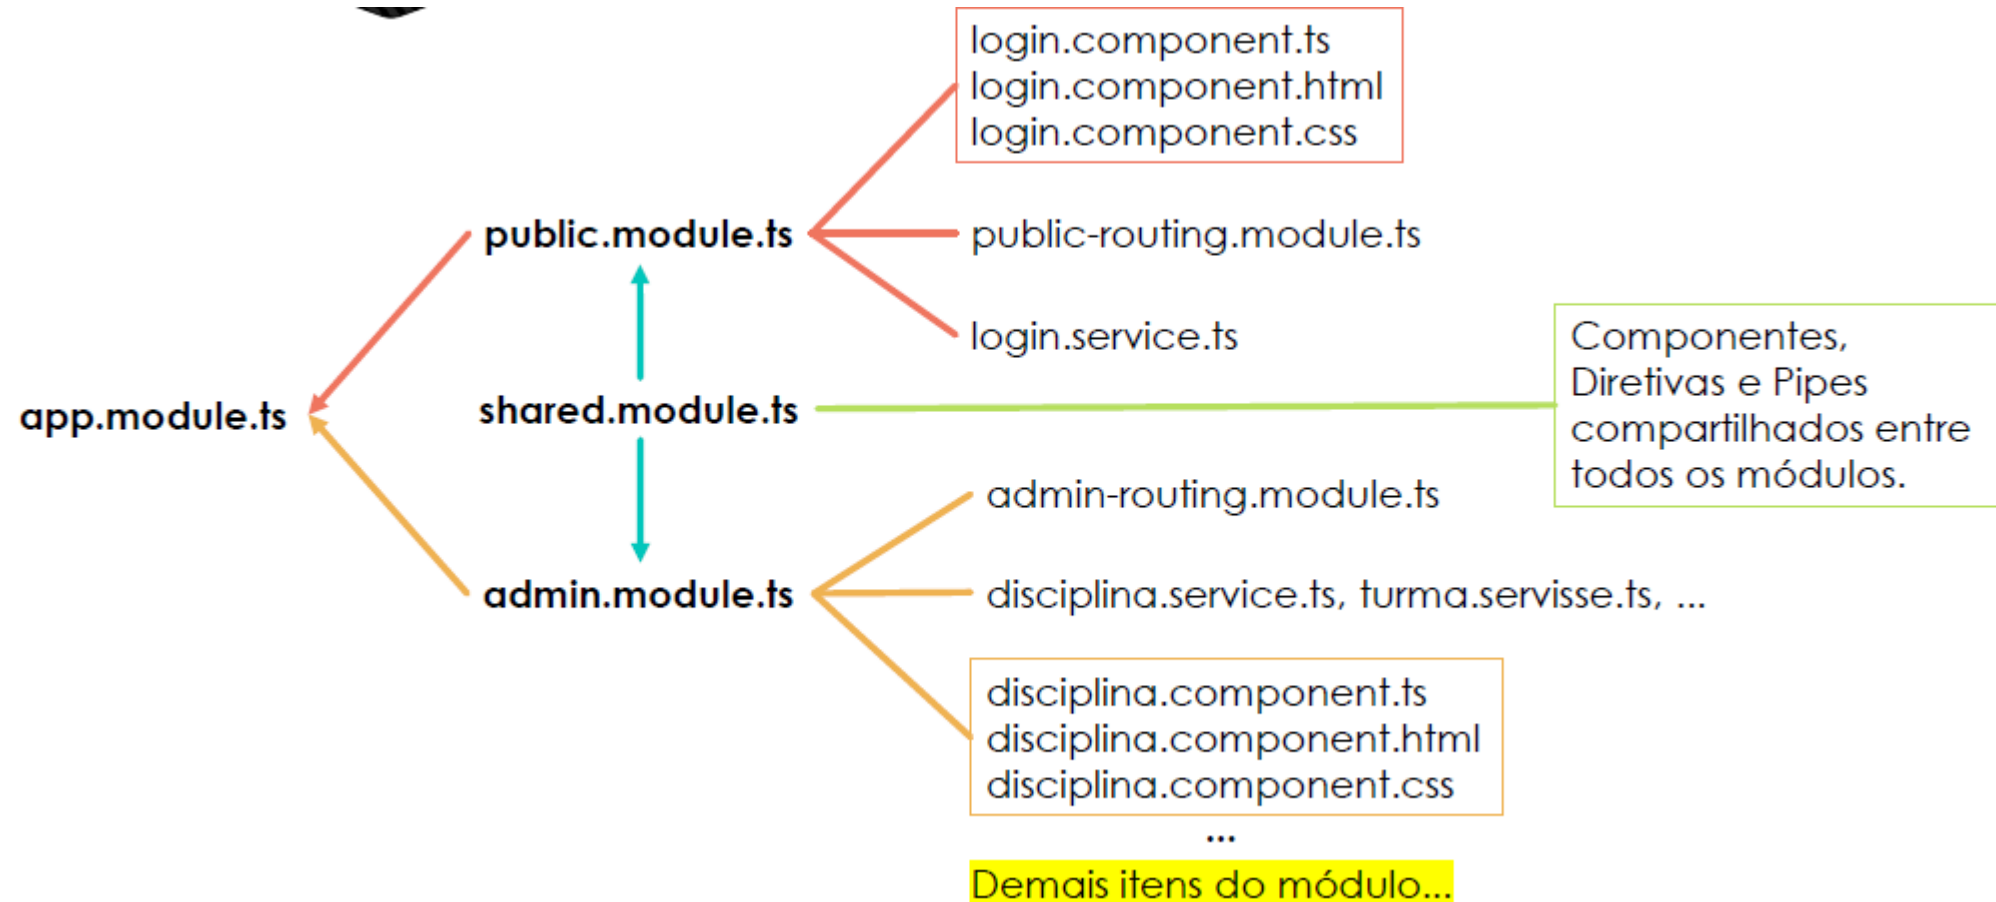 login.component.ts
login.component.html
login.component.css
public.module.ts
public-routing.module.ts
login.service.ts
app.module.ts
shared.module.ts
Componentes,
Diretivas e Pipes
compartilhados entre
todos os módulos.
admin-routing.module.ts
admin.module.ts
disciplina.service.ts, turma.servisse.ts, ...
disciplina.component.ts
disciplina.component.html
disciplina.component.css
...
Demais itens do módulo...